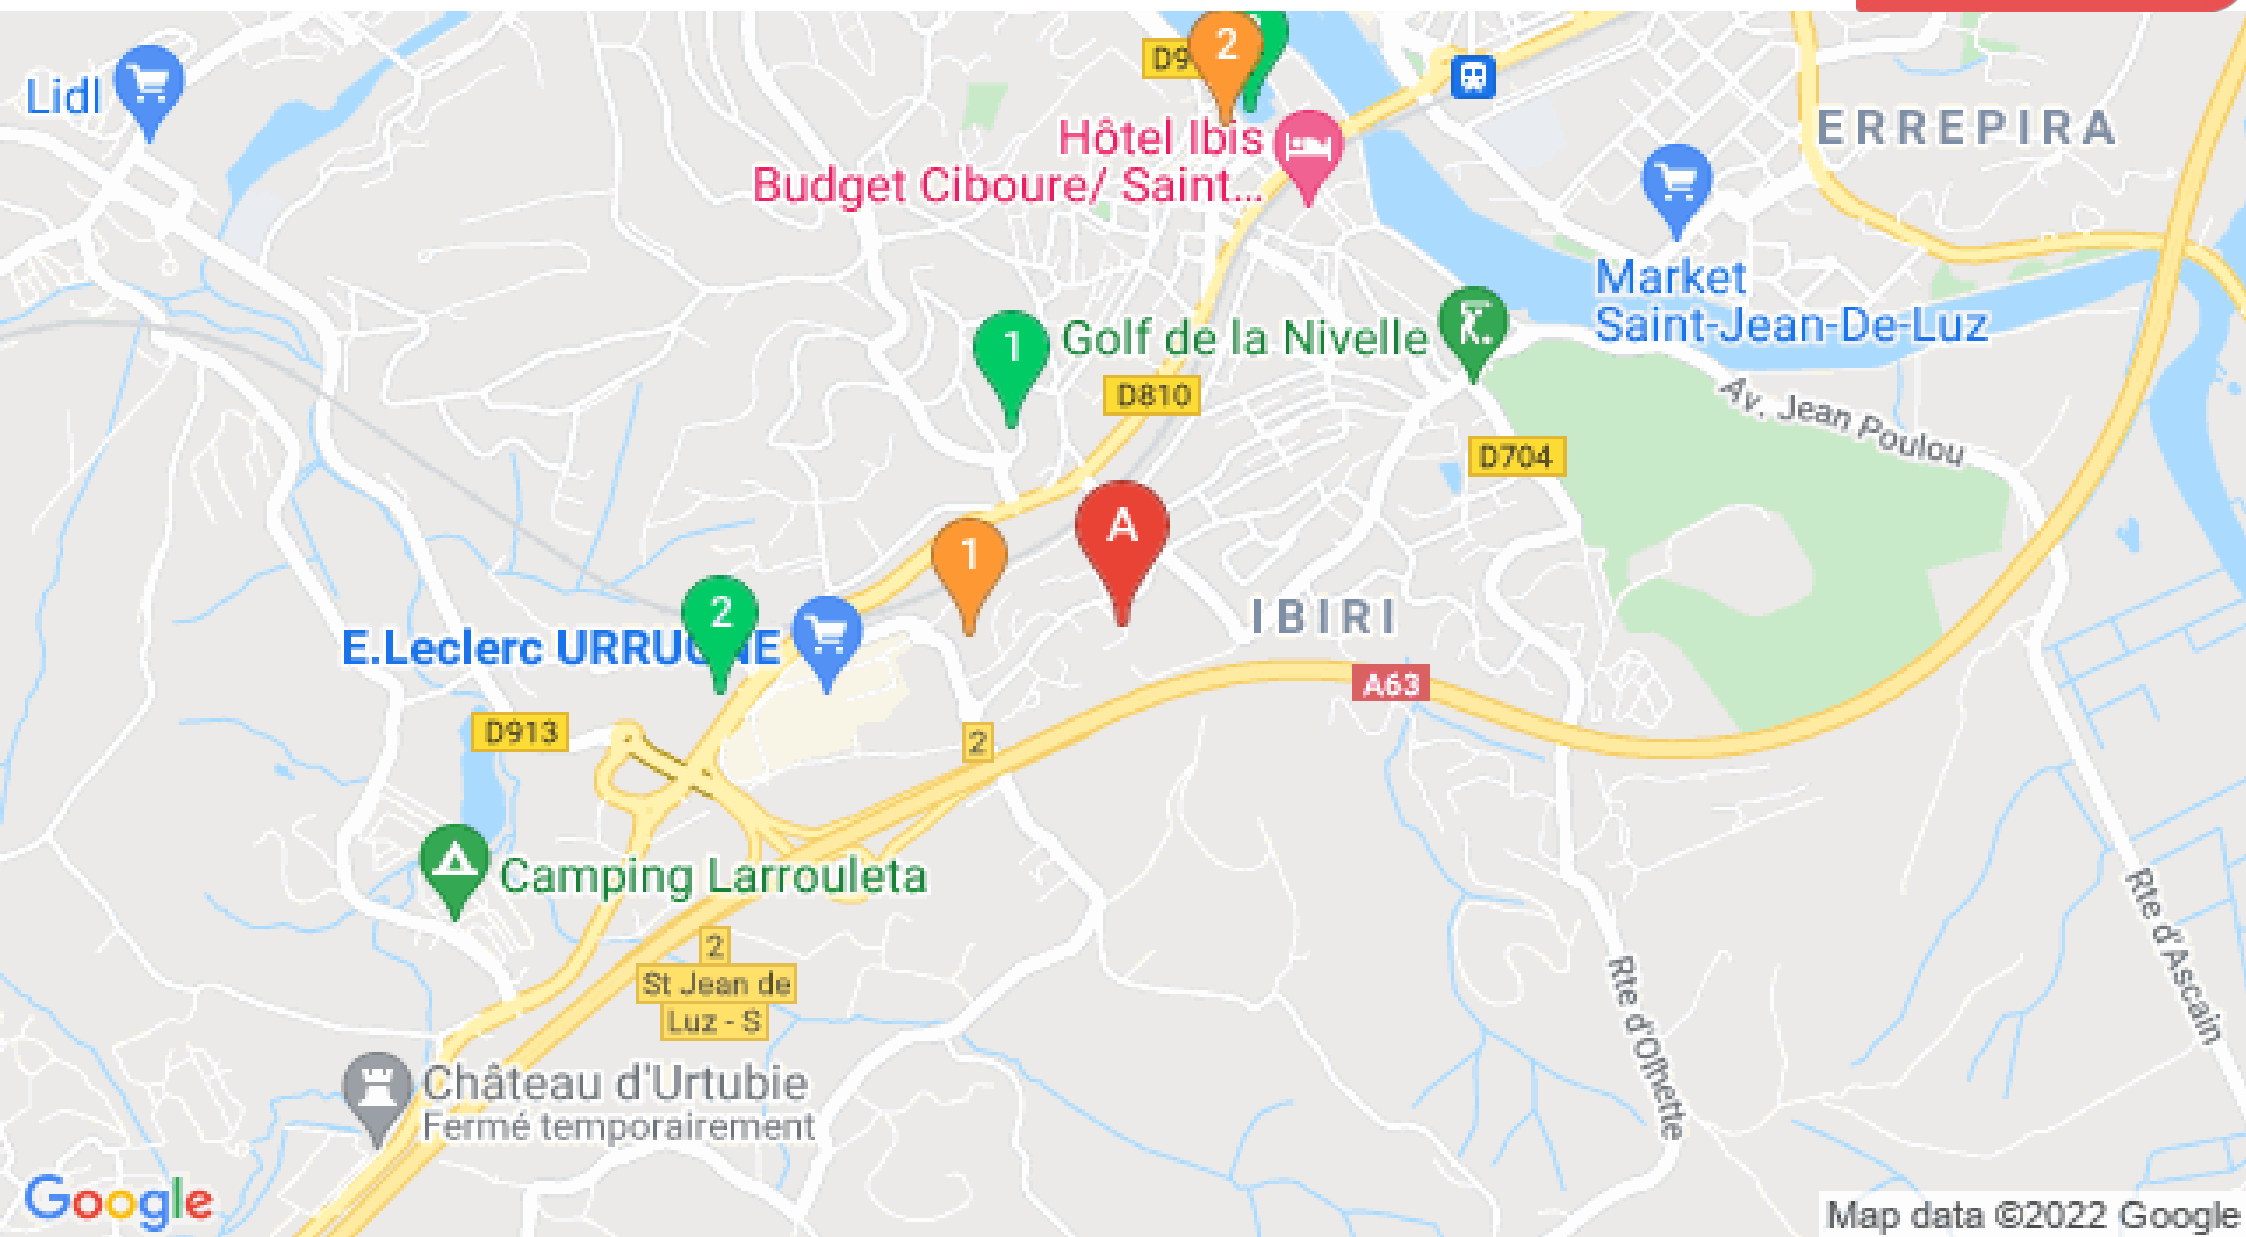 2
D9
Lidl
ERREPIRA
Hôtel Ibis
Budget Ciboure/ Saint...
Market
Saint-Jean-De-Luz
1
Golf de la Nivelle
D810
Av. Jean Poulou
D704
A
1
2
IBIRI
E.Leclerc URRUGNE
A63
D913
2
Camping Larrouleta
Rte d'Ascain
2
St Jean de
Luz - S
Rte d'Olhette
Château d'Urtubie
Fermé temporairement
Google
Map data ©2022 Google